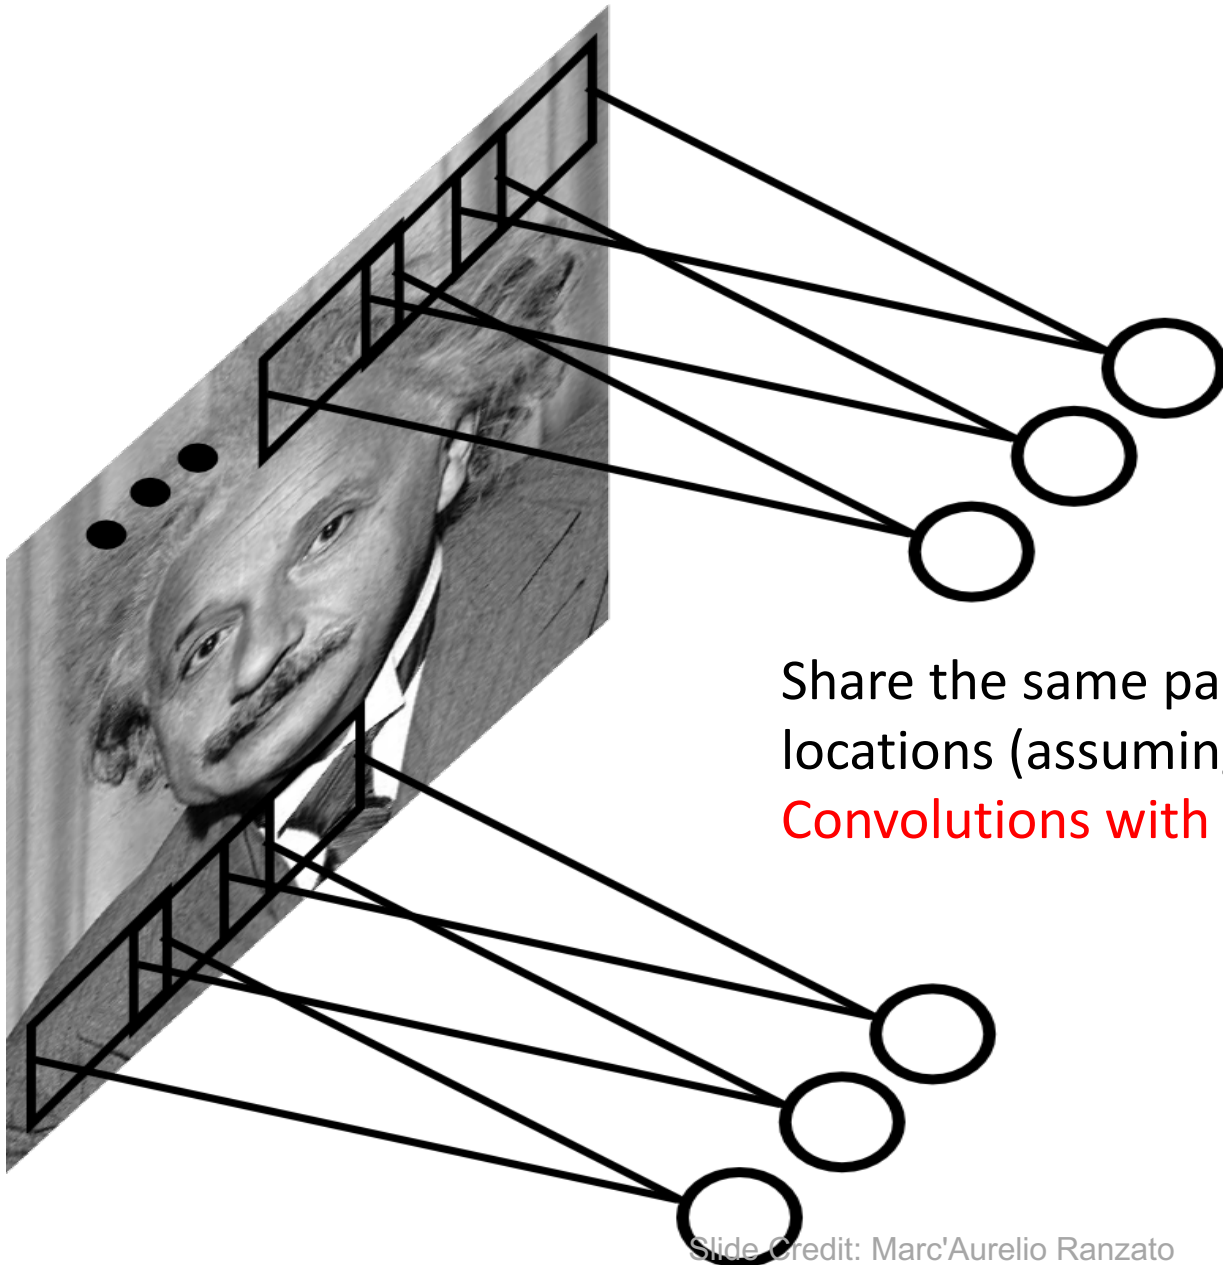 Share the same pa
locations (assumin
Convolutions with
Slide Credit: Marc'Aurelio Ranzato